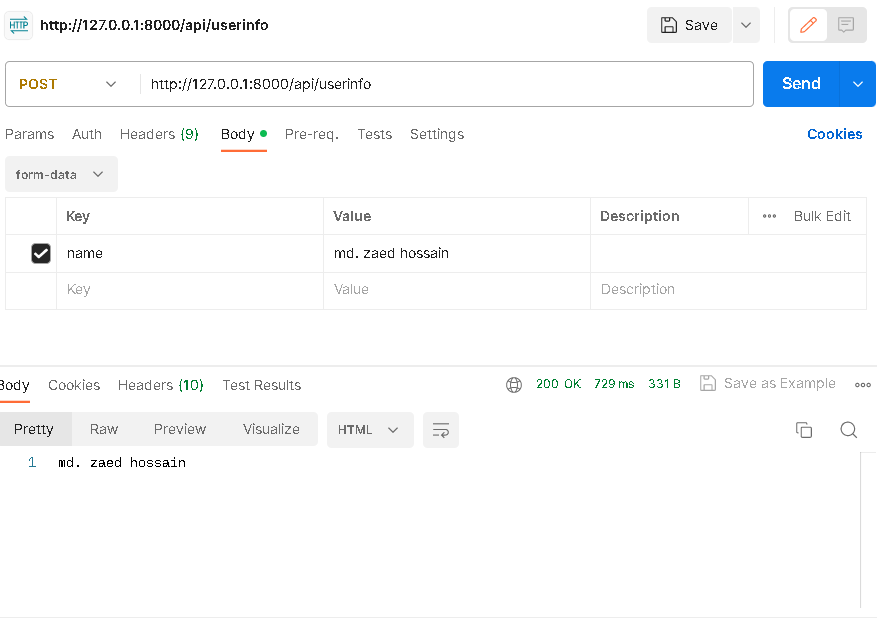 HTTP http://127.0.0.1:8000/api/userinfo Save
POST http://127.0.0.1:8000/api/userinfo Send
Params Auth Headers (9) Body Pre-req. Tests Settings Cookies
form-data
Key Value Description ••• Bulk Edit
name md. zaed hossain
Key Value Description
Body Cookies Headers (10) Test Results 200 OK 729 ms 331 B Save as Example
Pretty Raw Preview Visualize HTML
1 md. zaed hossain